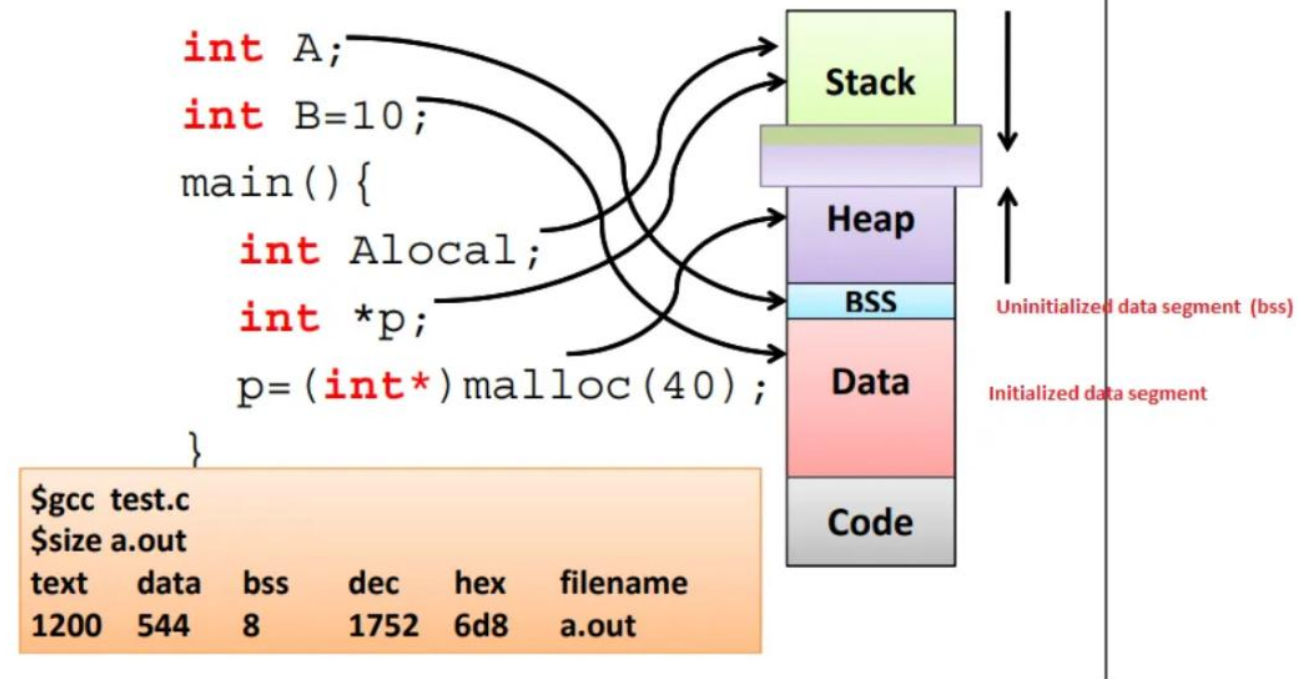 int A;
int B=10;
main(){
int Alocal;
int *p;
p=(int*)malloc(40);
}
$gcc test.c
$size a.out
text data bss dec hex filename
1200 544 8 1752 6d8 a.out
Stack
Heap
BSS
Uninitialized data segment (bss)
Data
Initialized data segment
Code